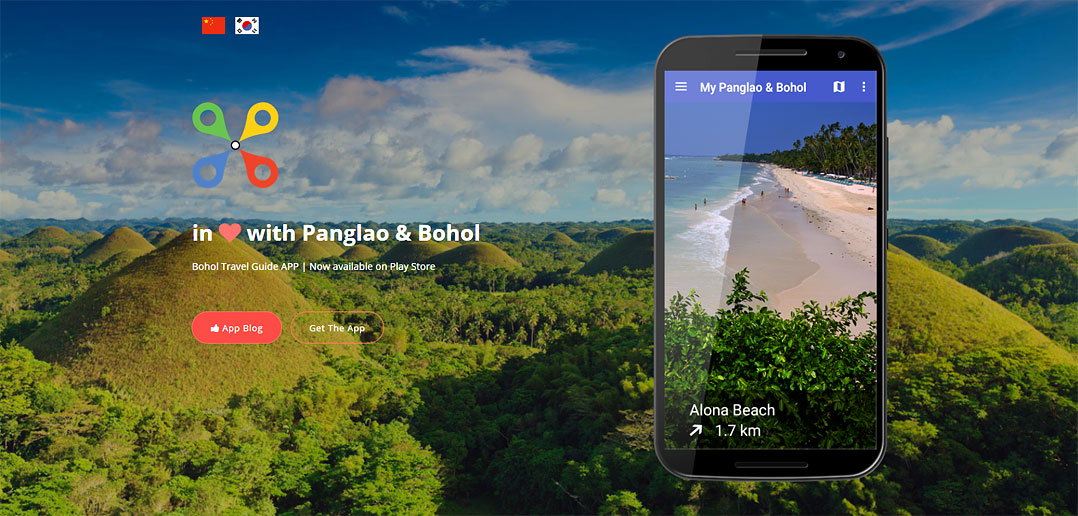 in ❤ with Panglao & Bohol
Bohol Travel Guide APP | Now available on Play Store
App Blog
Get The App
My Panglao & Bohol
Alona Beach
1.7 km